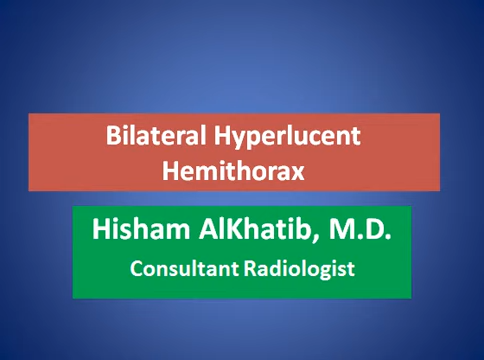 Bilateral Hyperlucent
Hemithorax
Hisham AlKhatib, M.D.
Consultant Radiologist